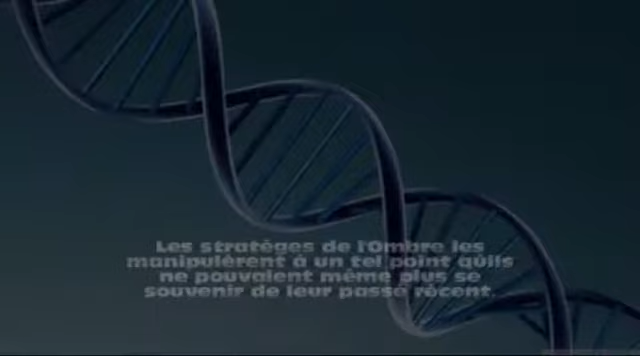 Les stratèges de l'Ombre les
manipulèrent à un tel point qu'ils
ne pouvaient même plus se
souvenir de leur passé récent.